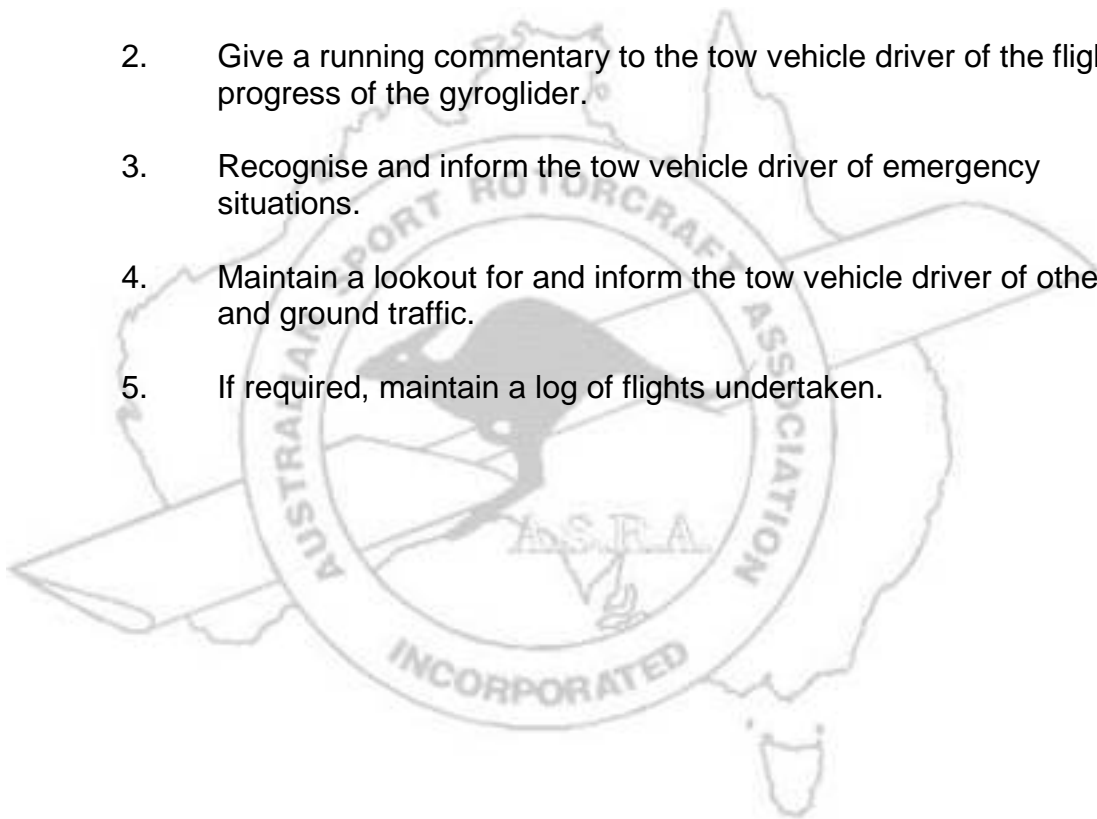 2. Give a running commentary to the tow vehicle driver of the fligh
progress of the gyroglider.
3. Recognise and inform the tow vehicle driver of emergency
situations.
4. Maintain a lookout for and inform the tow vehicle driver of othe
and ground traffic.
5. If required, maintain a log of flights undertaken.
AUSTRALIAN SPORT ROTORCRAFT ASSOCIATION
A.S.R.A.
INCORPORATED